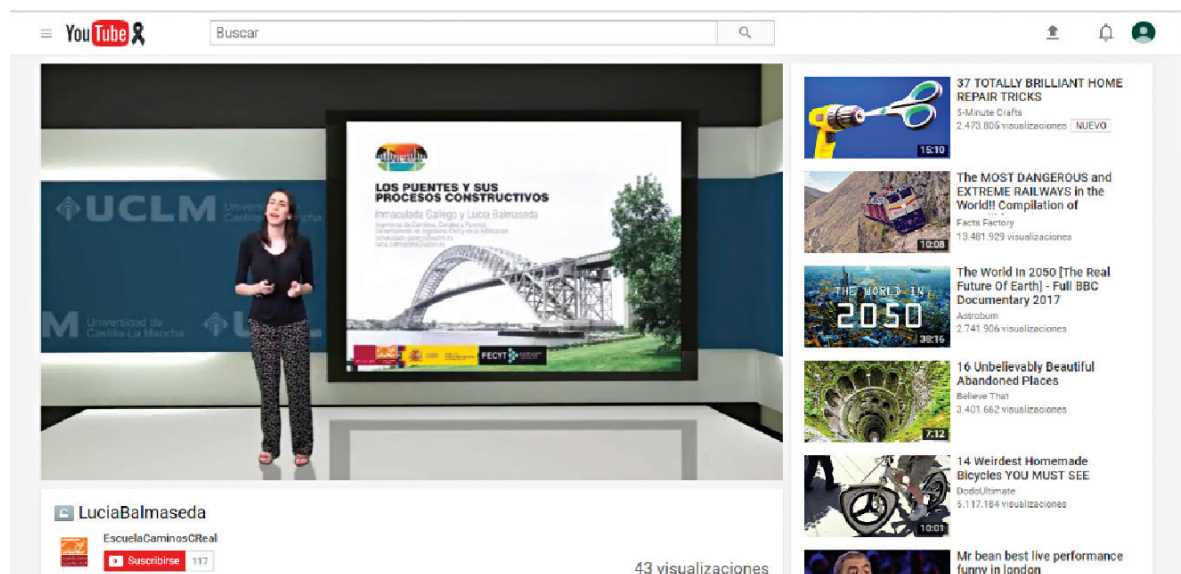 YouTube
Buscar
UCLM
LOS PUENTES Y SUS
PROCESOS CONSTRUCTIVOS
Inmaculada Gallego y Lucia Balmaseda
FECYT
M Universidad de
Castilla-La Mancha
LuciaBalmaseda
EscuelaCaminosCReal
Suscribirse 117
43 visualizaciones
37 TOTALLY BRILLIANT HOME
REPAIR TRICKS
5-Minute Crafts
2.473.805 visualizaciones NUEVO
15:10
The MOST DANGEROUS and
EXTREME RAILWAYS in the
World!! Compilation of
Facts Factory
13.481.929 visualizaciones
10:08
The World In 2050 [The Real
Future Of Earth] - Full BBC
Documentary 2017
Astrobum
2.741.906 visualizaciones
THE WORLD IN
2050
38:16
16 Unbelievably Beautiful
Abandoned Places
Believe That
3.401.662 visualizaciones
7:12
14 Weirdest Homemade
Bicycles YOU MUST SEE
DodoUltimate
5.117.184 visualizaciones
10:01
Mr bean best live performance
funny in london